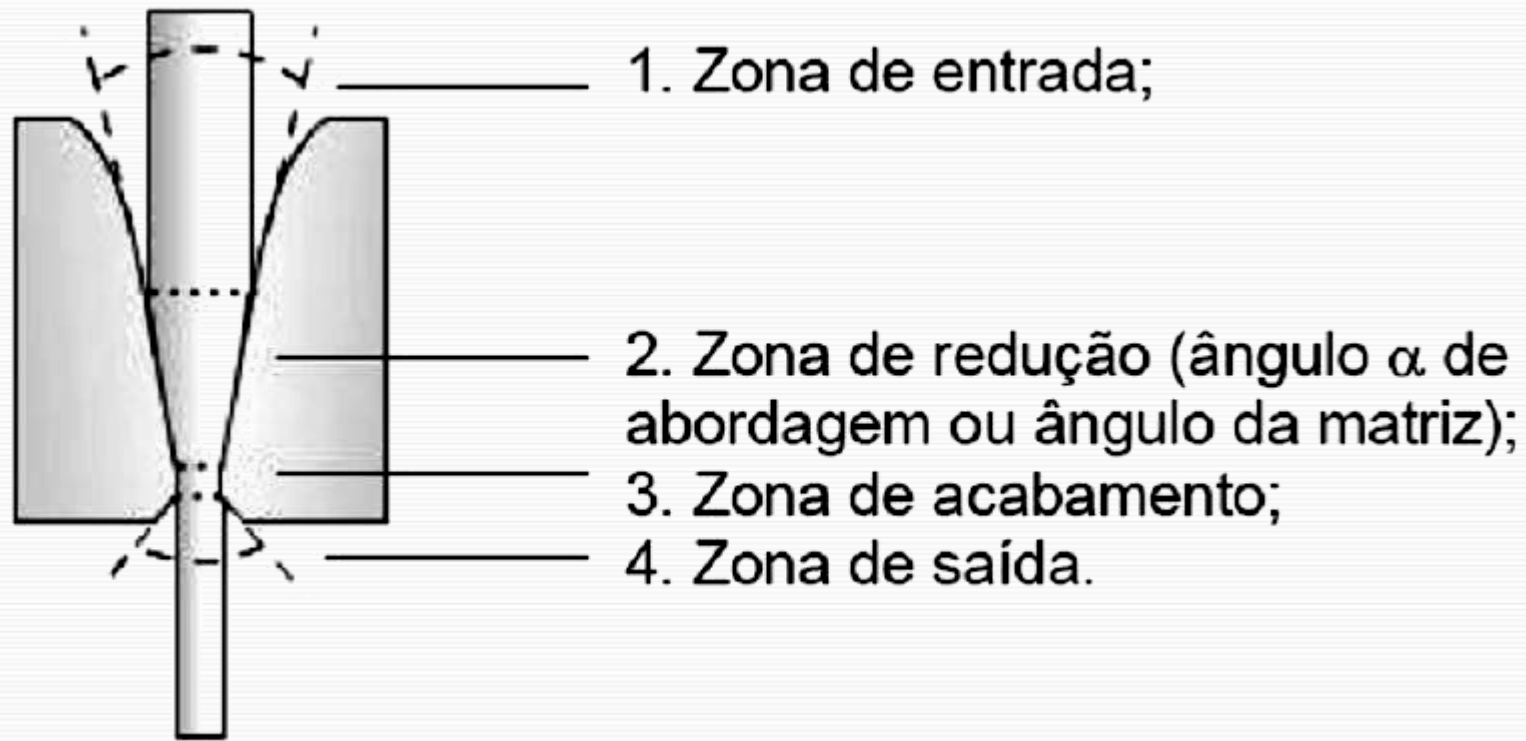 1. Zona de entrada;
2. Zona de redução (ângulo α de
abordagem ou ângulo da matriz);
3. Zona de acabamento;
4. Zona de saída.